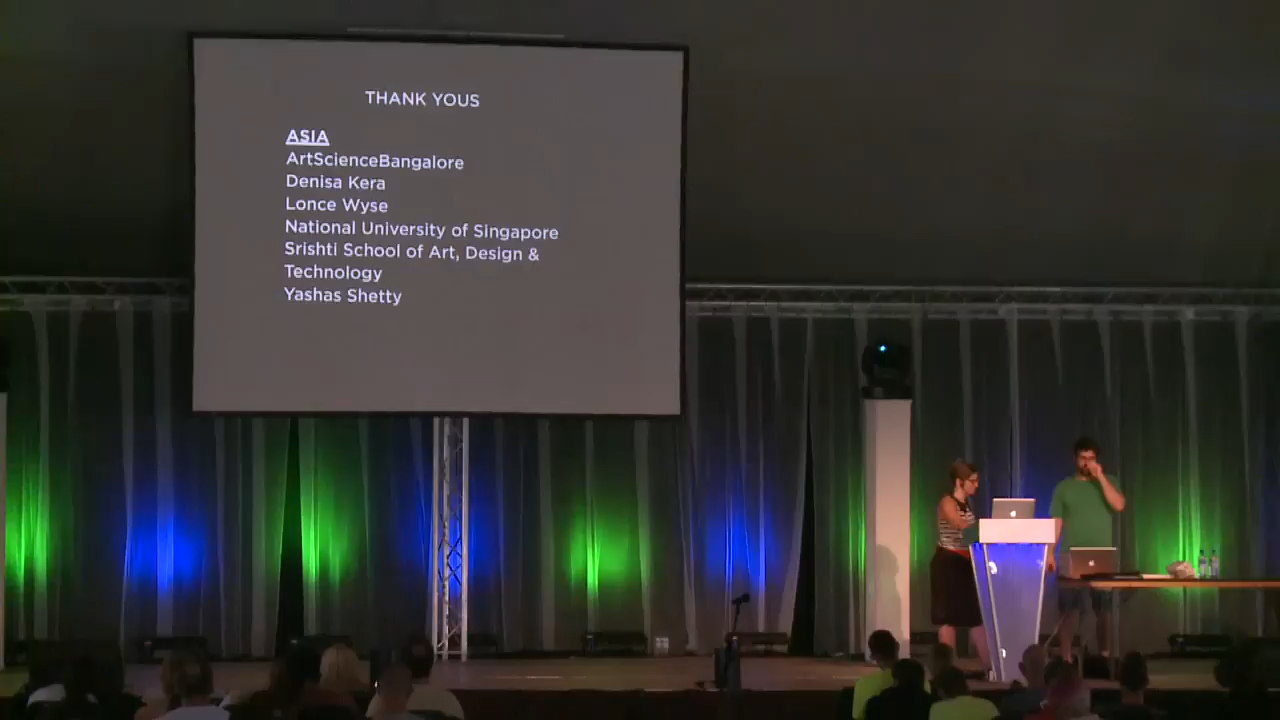 THANK YOUS
ASIA
ArtScienceBangalore
Denisa Kera
Lonce Wyse
National University of Singapore
Srishti School of Art, Design &
Technology
Yashas Shetty